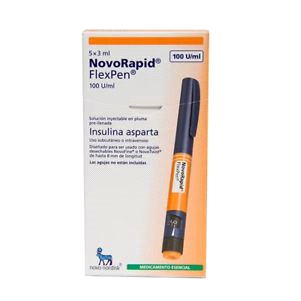 5 x 3 ml
100 U/ml
NovoRapid®
FlexPen®
100 U/ml
Solución inyectable en pluma
pre-llenada
Insulina asparta
Uso subcutáneo o intravenoso
Diseñado para ser usado con agujas
desechables NovoFine® o NovoTwist®
de hasta 8 mm de longitud
Las agujas no están incluidas
NovoRapid®
FlexPen®
novo nordisk®
MEDICAMENTO ESENCIAL